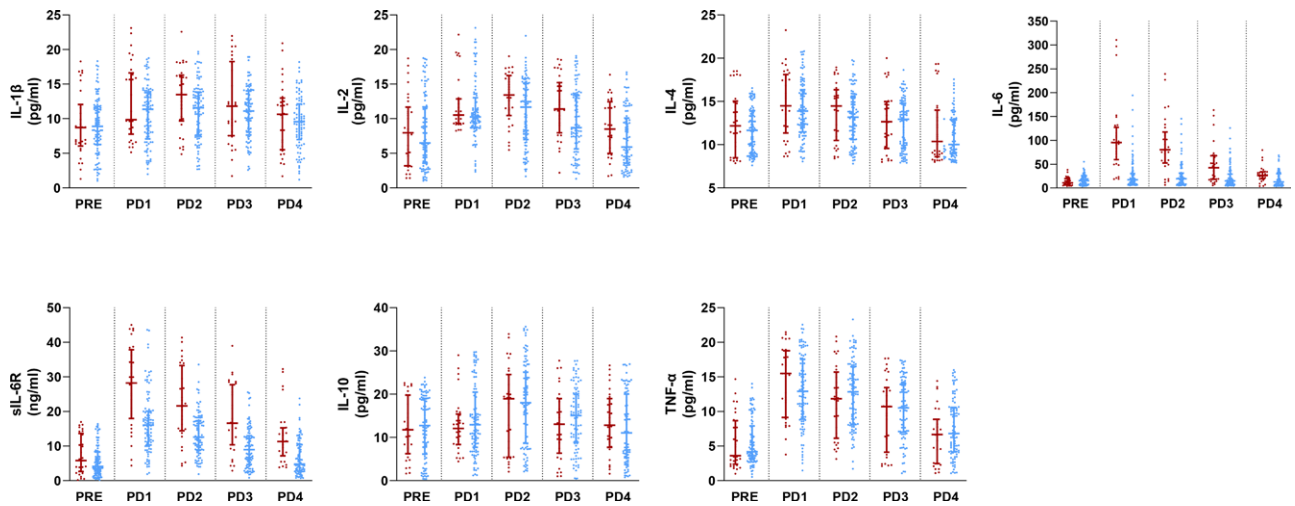 IL-1β
(pg/ml)
25
20
15
10
5
0
PRE PD1 PD2 PD3 PD4
IL-2
(pg/ml)
25
20
15
10
5
0
PRE PD1 PD2 PD3 PD4
IL-4
(pg/ml)
25
20
15
10
5
PRE PD1 PD2 PD3 PD4
IL-6
(pg/ml)
350
300
250
200
150
100
50
0
PRE PD1 PD2 PD3 PD4
sIL-6R
(ng/ml)
50
40
30
20
10
0
PRE PD1 PD2 PD3 PD4
IL-10
(pg/ml)
40
30
20
10
0
PRE PD1 PD2 PD3 PD4
TNF-α
(pg/ml)
25
20
15
10
5
0
PRE PD1 PD2 PD3 PD4